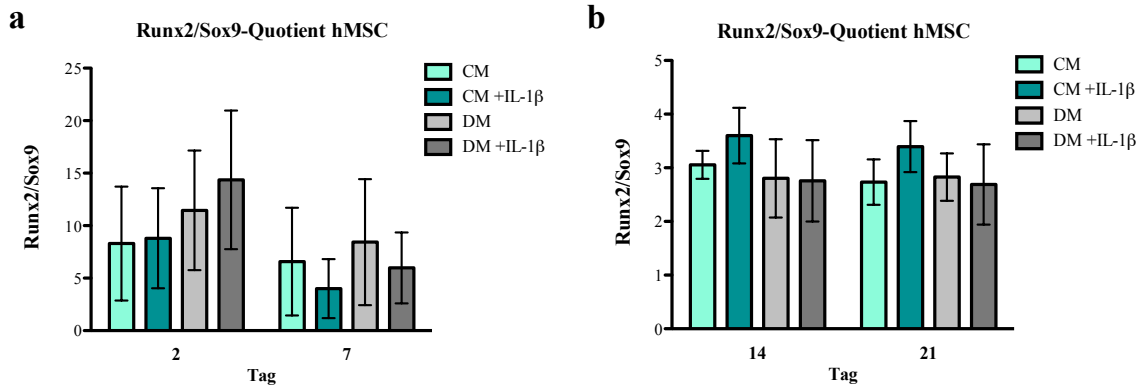 a
Runx2/Sox9-Quotient hMSC
Runx2/Sox9
25
20
15
10
5
0
2
7
Tag
CM
CM +IL-1β
DM
DM +IL-1β
b
Runx2/Sox9-Quotient hMSC
Runx2/Sox9
5
4
3
2
1
0
14
21
Tag
CM
CM +IL-1β
DM
DM +IL-1β